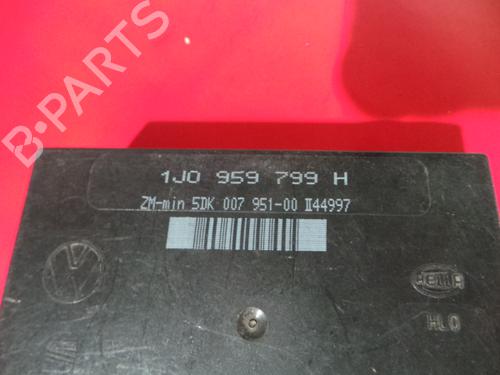 B-PARTS
1J0 959 799 H
ZM-min 5DK 007 951-00 II44997
HELLA
HLO